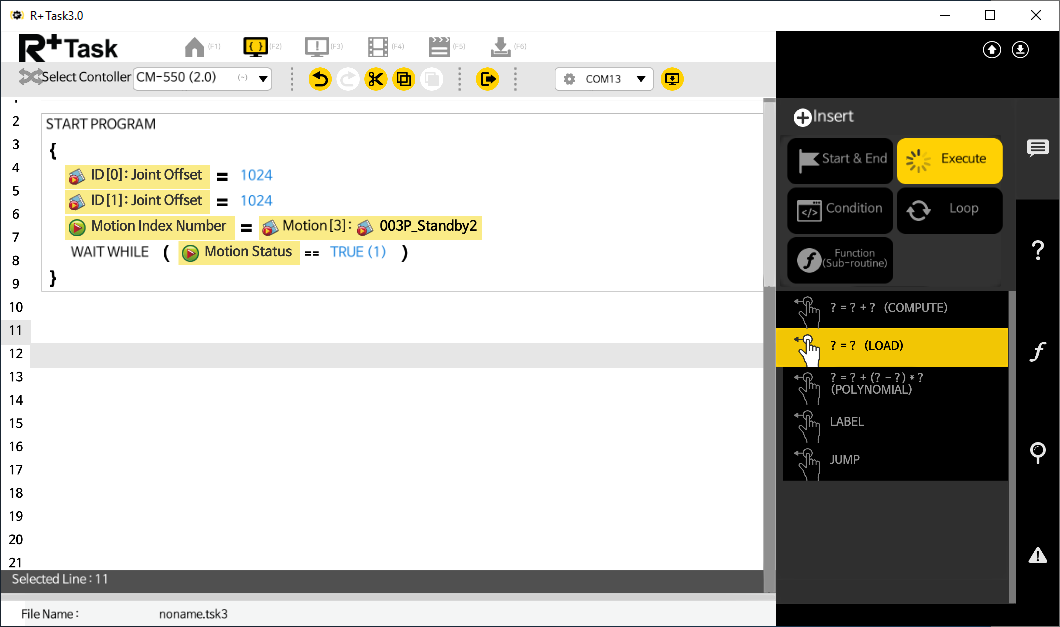 R+ Task3.0
R+Task
(F1)
(F2)
(F3)
(F4)
(F5)
(F6)
Select Contoller
CM-550 (2.0)
(-)
COM13
2
START PROGRAM
3
{
4
ID[0]: Joint Offset = 1024
5
ID[1]: Joint Offset = 1024
6
Motion Index Number = Motion[3]: 003P_Standby2
7
WAIT WHILE ( Motion Status == TRUE (1) )
8
}
9
10
11
12
13
14
15
16
17
18
19
20
21
Selected Line : 11
File Name :
noname.tsk3
Insert
Start & End
Execute
Condition
Loop
Function
(Sub-routine)
? = ? + ? (COMPUTE)
? = ? (LOAD)
? = ? + (? - ?) * ?
(POLYNOMIAL)
LABEL
JUMP